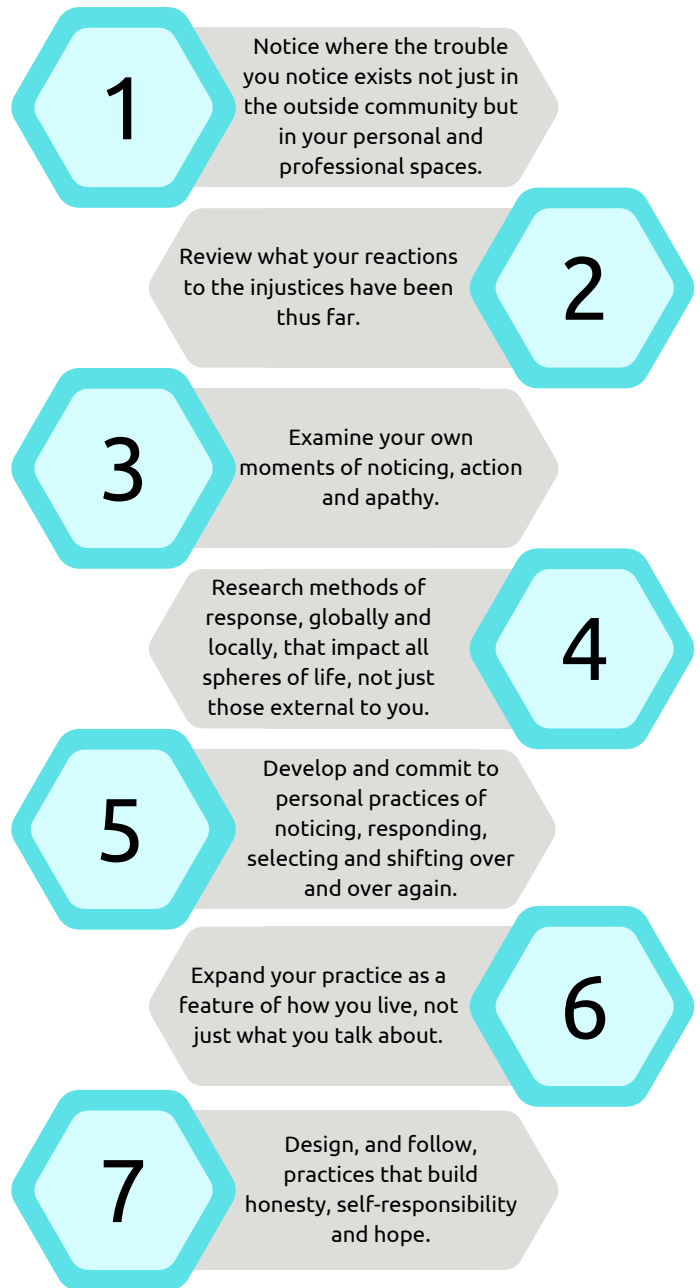 1
Notice where the trouble
you notice exists not just in
the outside community but
in your personal and
professional spaces.
2
Review what your reactions
to the injustices have been
thus far.
3
Examine your own
moments of noticing, action
and apathy.
4
Research methods of
response, globally and
locally, that impact all
spheres of life, not just
those external to you.
5
Develop and commit to
personal practices of
noticing, responding,
selecting and shifting over
and over again.
6
Expand your practice as a
feature of how you live, not
just what you talk about.
7
Design, and follow,
practices that build
honesty, self-responsibility
and hope.